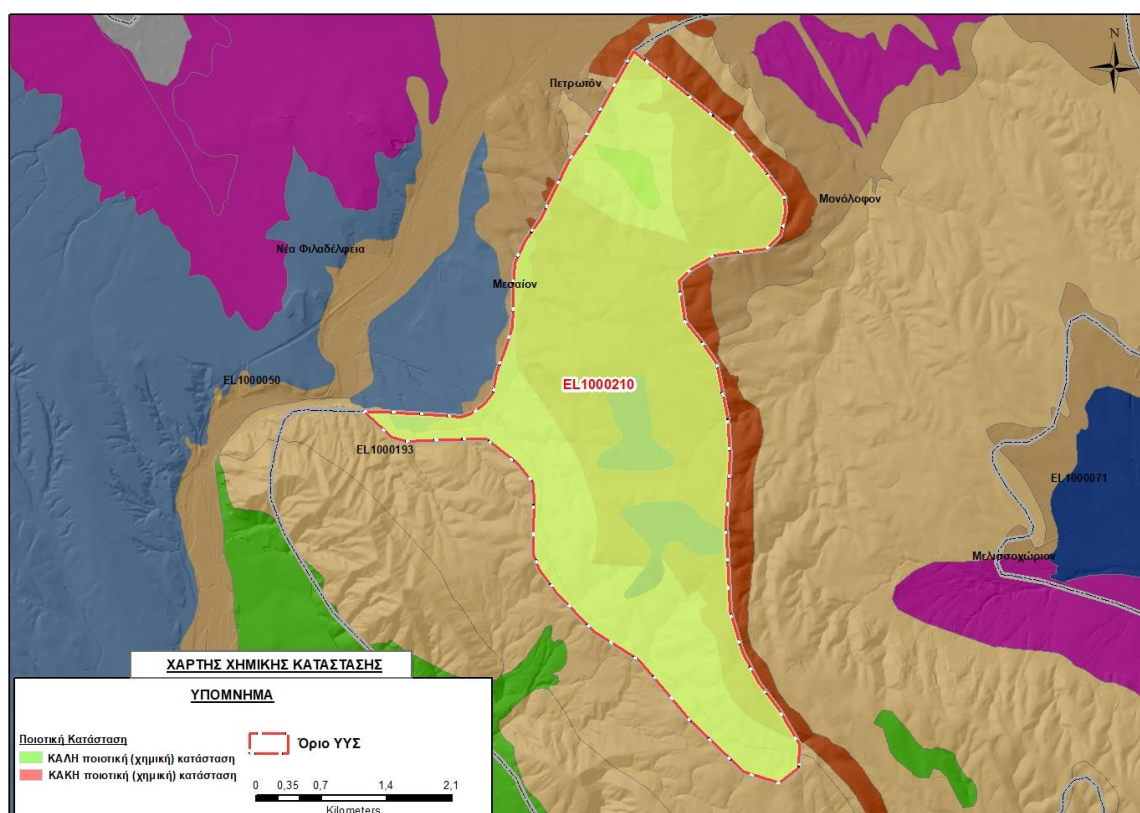 N
Πετρωτόν
Μονόλοφον
Νέα Φιλαδέλφεια
Μεσαίον
EL1000050
EL1000210
EL1000193
EL1000071
Μελισσοχώριον
ΧΑΡΤΗΣ ΧΗΜΙΚΗΣ ΚΑΤΑΣΤΑΣΗΣ
ΥΠΟΜΝΗΜΑ
Ποιοτική Κατάσταση
ΚΑΛΗ ποιοτική (χημική) κατάσταση
ΚΑΚΗ ποιοτική (χημική) κατάσταση
Όριο ΥΥΣ
0 0,35 0,7 1,4 2,1
Kilometers